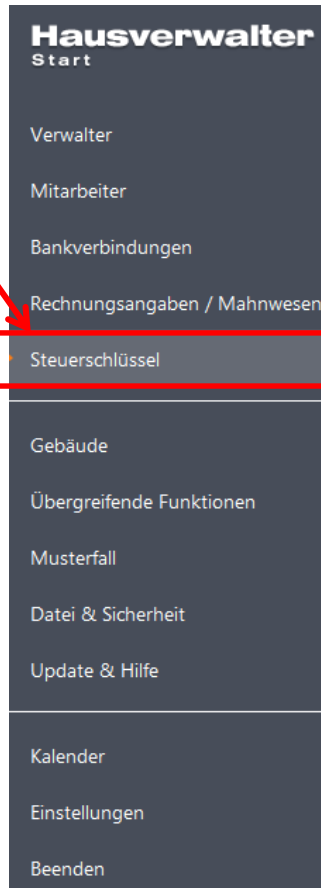 Hausverwalter
Start
Verwalter
Mitarbeiter
Bankverbindungen
Rechnungsangaben / Mahnwesen
Steuerschlüssel
Gebäude
Übergreifende Funktionen
Musterfall
Datei & Sicherheit
Update & Hilfe
Kalender
Einstellungen
Beenden